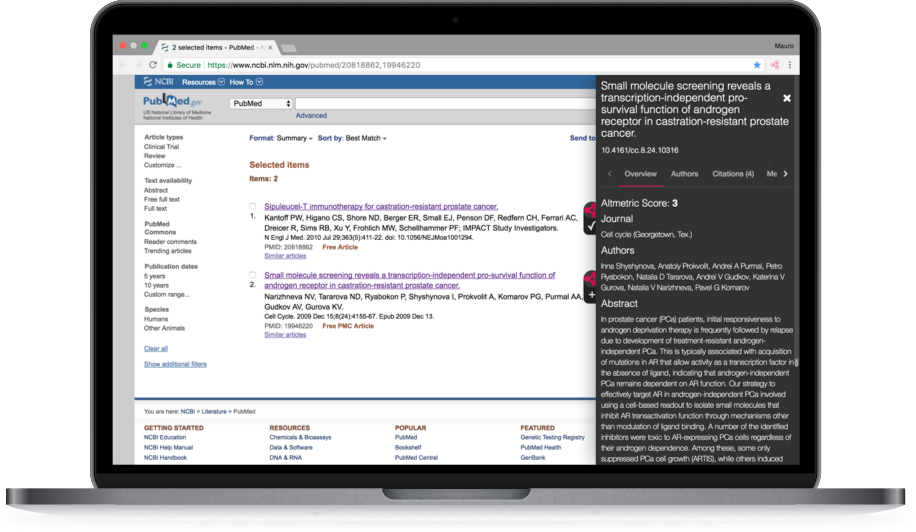 2 selected items - PubMed - 
Mauro
Secure
https://www.ncbi.nlm.nih.gov/pubmed/20818862,19946220
NCBI Resources How To
PubMed.gov
US National Library of Medicine
National Institutes of Health
PubMed
Advanced
Article types
Clinical Trial
Review
Customize ...
Text availability
Abstract
Free full text
Full text
PubMed
Commons
Reader comments
Trending articles
Publication dates
5 years
10 years
Custom range...
Species
Humans
Other Animals
Clear all
Show additional filters
Format: Summary Sort by: Best Match
Send to
Selected items
Items: 2
Sipuleucel-T immunotherapy for castration-resistant prostate cancer.
1. Kantoff PW, Higano CS, Shore ND, Berger ER, Small EJ, Penson DF, Redfern CH, Ferrari AC,
Dreicer R, Sims RB, Xu Y, Frohlich MW, Schellhammer PF; IMPACT Study Investigators.
N Engl J Med. 2010 Jul 29;363(5):411-22. doi: 10.1056/NEJMoa1001294.
PMID: 20818862 Free Article
Similar articles
Small molecule screening reveals a transcription-independent pro-survival function of
2. androgen receptor in castration-resistant prostate cancer.
Narizhneva NV, Tararova ND, Ryabokon P, Shyshynova I, Prokvolit A, Komarov PG, Purmal AA,
Gudkov AV, Gurova KV.
Cell Cycle. 2009 Dec 15;8(24):4155-67. Epub 2009 Dec 13.
PMID: 19946220 Free PMC Article
Similar articles
You are here: NCBI > Literature > PubMed
GETTING STARTED
NCBI Education
NCBI Help Manual
NCBI Handbook
RESOURCES
Chemicals & Bioassays
Data & Software
DNA & RNA
POPULAR
PubMed
Bookshelf
PubMed Central
FEATURED
Genetic Testing Registry
PubMed Health
GenBank
Small molecule screening reveals a
transcription-independent pro-
survival function of androgen
receptor in castration-resistant prostate
cancer.
10.4161/cc.8.24.10316
Overview Authors Citations (4) Me
Altmetric Score: 3
Journal
Cell cycle (Georgetown, Tex.)
Authors
Inna Shyshynova, Anatoly Prokvolit, Andrei A Purmal, Petro
Ryabokon, Natalia D Tararova, Andrei V Gudkov, Katerina V
Gurova, Natalia V Narizhneva, Pavel G Komarov
Abstract
In prostate cancer (PCa) patients, initial responsiveness to
androgen deprivation therapy is frequently followed by relapse
due to development of treatment-resistant androgen-
independent PCa. This is typically associated with acquisition
of mutations in AR that allow activity as a transcription factor in
the absence of ligand, indicating that androgen-independent
PCa remains dependent on AR function. Our strategy to
effectively target AR in androgen-independent PCa involved
using a cell-based readout to isolate small molecules that
inhibit AR transactivation function through mechanisms other
than modulation of ligand binding. A number of the identified
inhibitors were toxic to AR-expressing PCa cells regardless of
their androgen dependence. Among these, some only
suppressed PCa cell growth (ARTIS), while others induced